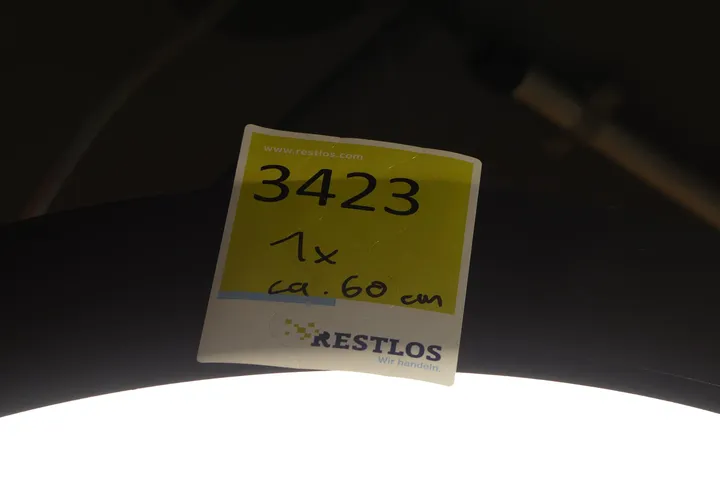 www.restlos.com
3423
1x
ca. 60 cm
RESTLOS
Wir handeln.